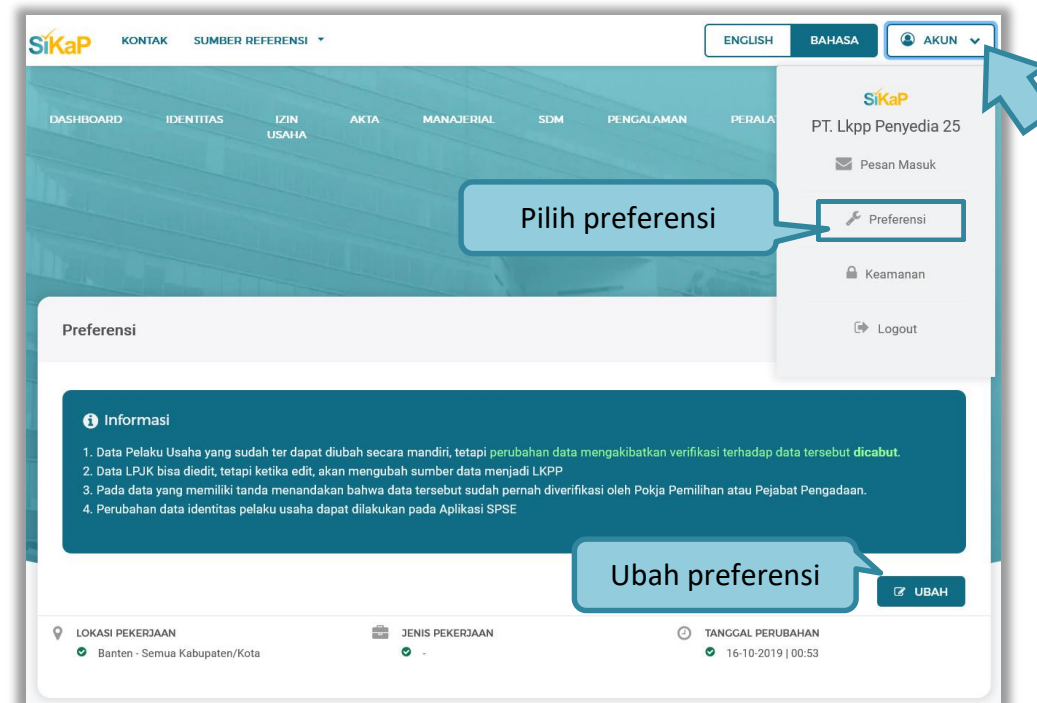 SiKaP
KONTAK
SUMBER REFERENSI
ENGLISH
BAHASA
AKUN
DASHBOARD
IDENTITAS
IZIN
USAHA
AKTA
MANAJERIAL
SDM
PENGALAMAN
SiKaP
PT. Lkpp Penyedia 25
Pesan Masuk
Preferensi
Keamanan
Logout
Pilih preferensi
Preferensi
Informasi
1. Data Pelaku Usaha yang sudah ter dapat diubah secara mandiri, tetapi perubahan data mengakibatkan verifikasi terhadap data tersebut dicabut.
2. Data LPJK bisa diedit, tetapi ketika edit, akan mengubah sumber data menjadi LKPP
3. Pada data yang memiliki tanda menandakan bahwa data tersebut sudah pernah diverifikasi oleh Pokja Pemilihan atau Pejabat Pengadaan.
4. Perubahan data identitas pelaku usaha dapat dilakukan pada Aplikasi SPSE
Ubah preferensi
UBAH
LOKASI PEKERJAAN
Banten - Semua Kabupaten/Kota
JENIS PEKERJAAN
-
TANGGAL PERUBAHAN
16-10-2019 | 00:53